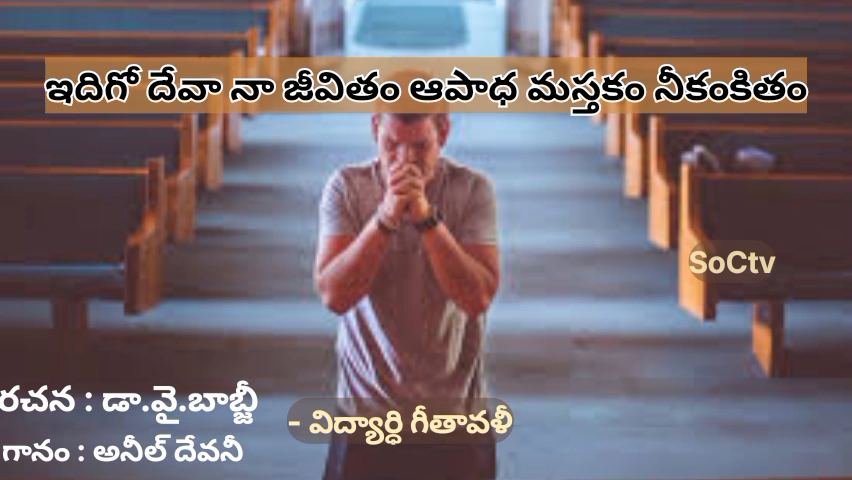 ఇదిగో దేవా నా జీవితం ఆపాధ మస్తకం నీకంకితం
SoCtv
రచన : డా.వై.బాబ్జీ
- విద్యార్ధి గీతావళీ
గానం : అనీల్ దేవనీ